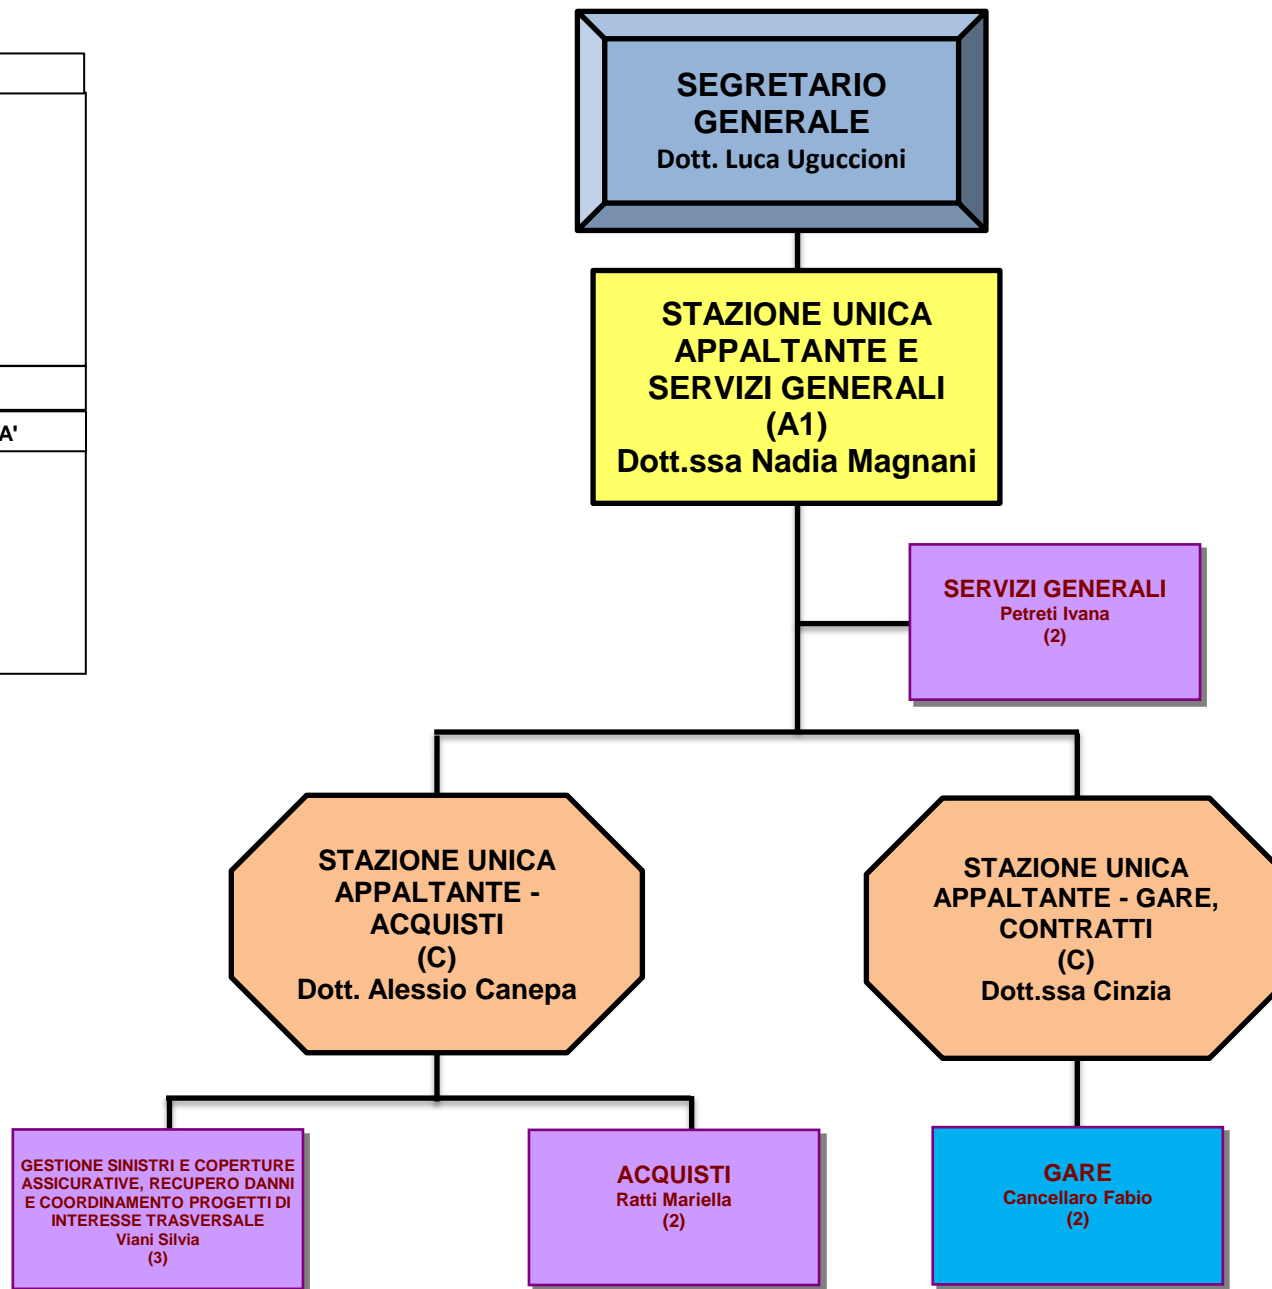 SEGRETARIO
GENERALE
Dott. Luca Uguccioni
STAZIONE UNICA
APPALTANTE E
SERVIZI GENERALI
(A1)
Dott.ssa Nadia Magnani
A'
SERVIZI GENERALI
Petreti Ivana
(2)
STAZIONE UNICA
APPALTANTE -
ACQUISTI
(C)
Dott. Alessio Canepa
STAZIONE UNICA
APPALTANTE - GARE,
CONTRATTI
(C)
Dott.ssa Cinzia
GESTIONE SINISTRI E COPERTURE
ASSICURATIVE, RECUPERO DANNI
E COORDINAMENTO PROGETTI DI
INTERESSE TRASVERSALE
Viani Silvia
(3)
ACQUISTI
Ratti Mariella
(2)
GARE
Cancellaro Fabio
(2)